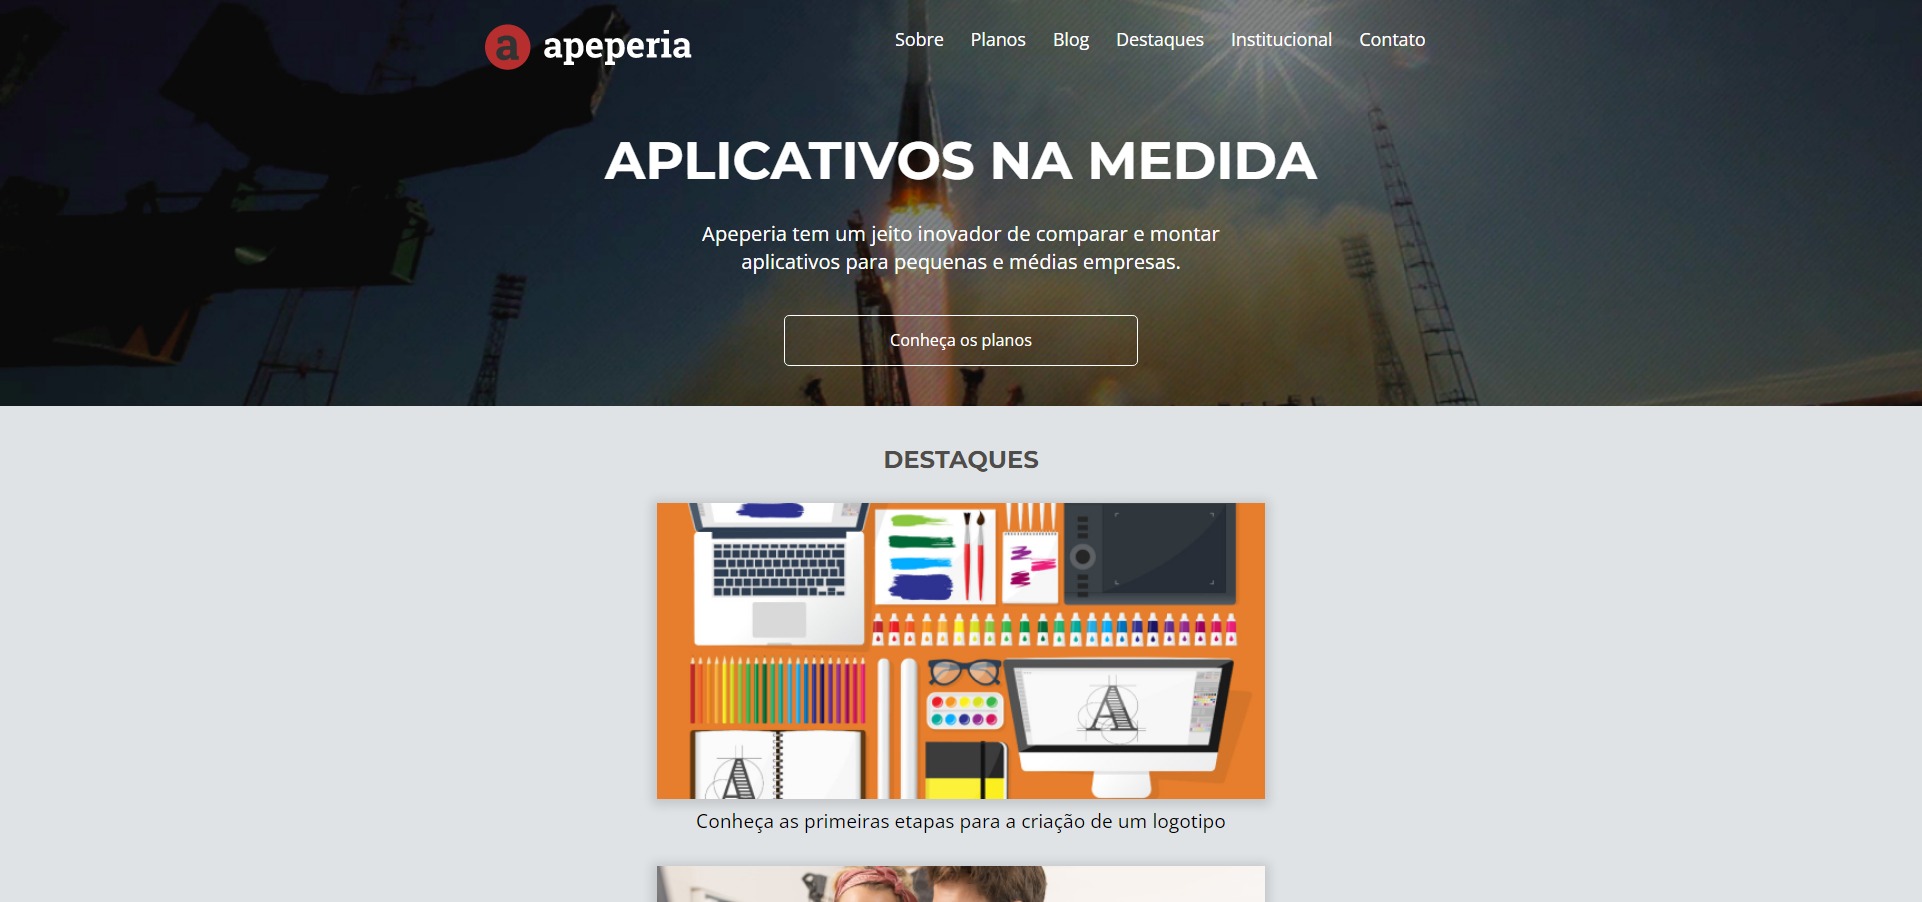 a apeperia
Sobre Planos Blog Destaques Institucional Contato
APLICATIVOS NA MEDIDA
Apeperia tem um jeito inovador de comparar e montar
aplicativos para pequenas e médias empresas.
Conheça os planos
DESTAQUES
A
A
Conheça as primeiras etapas para a criação de um logotipo